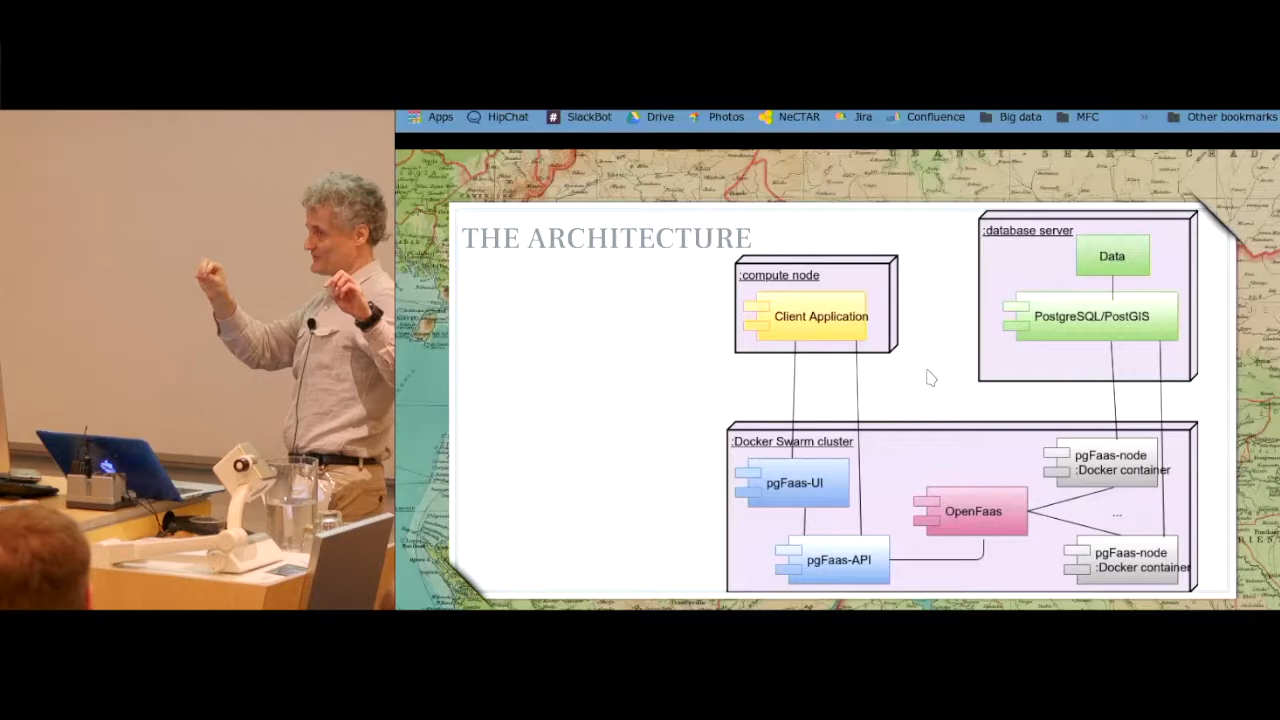 Apps HipChat SlackBot Drive Photos NeCTAR Jira Confluence Big data MFC » Other bookmarks
THE ARCHITECTURE
:compute node
Client Application
:database server
Data
PostgreSQL/PostGIS
:Docker Swarm cluster
pgFaas-UI
pgFaas-API
OpenFaas
pgFaas-node
:Docker container
...
pgFaas-node
:Docker container